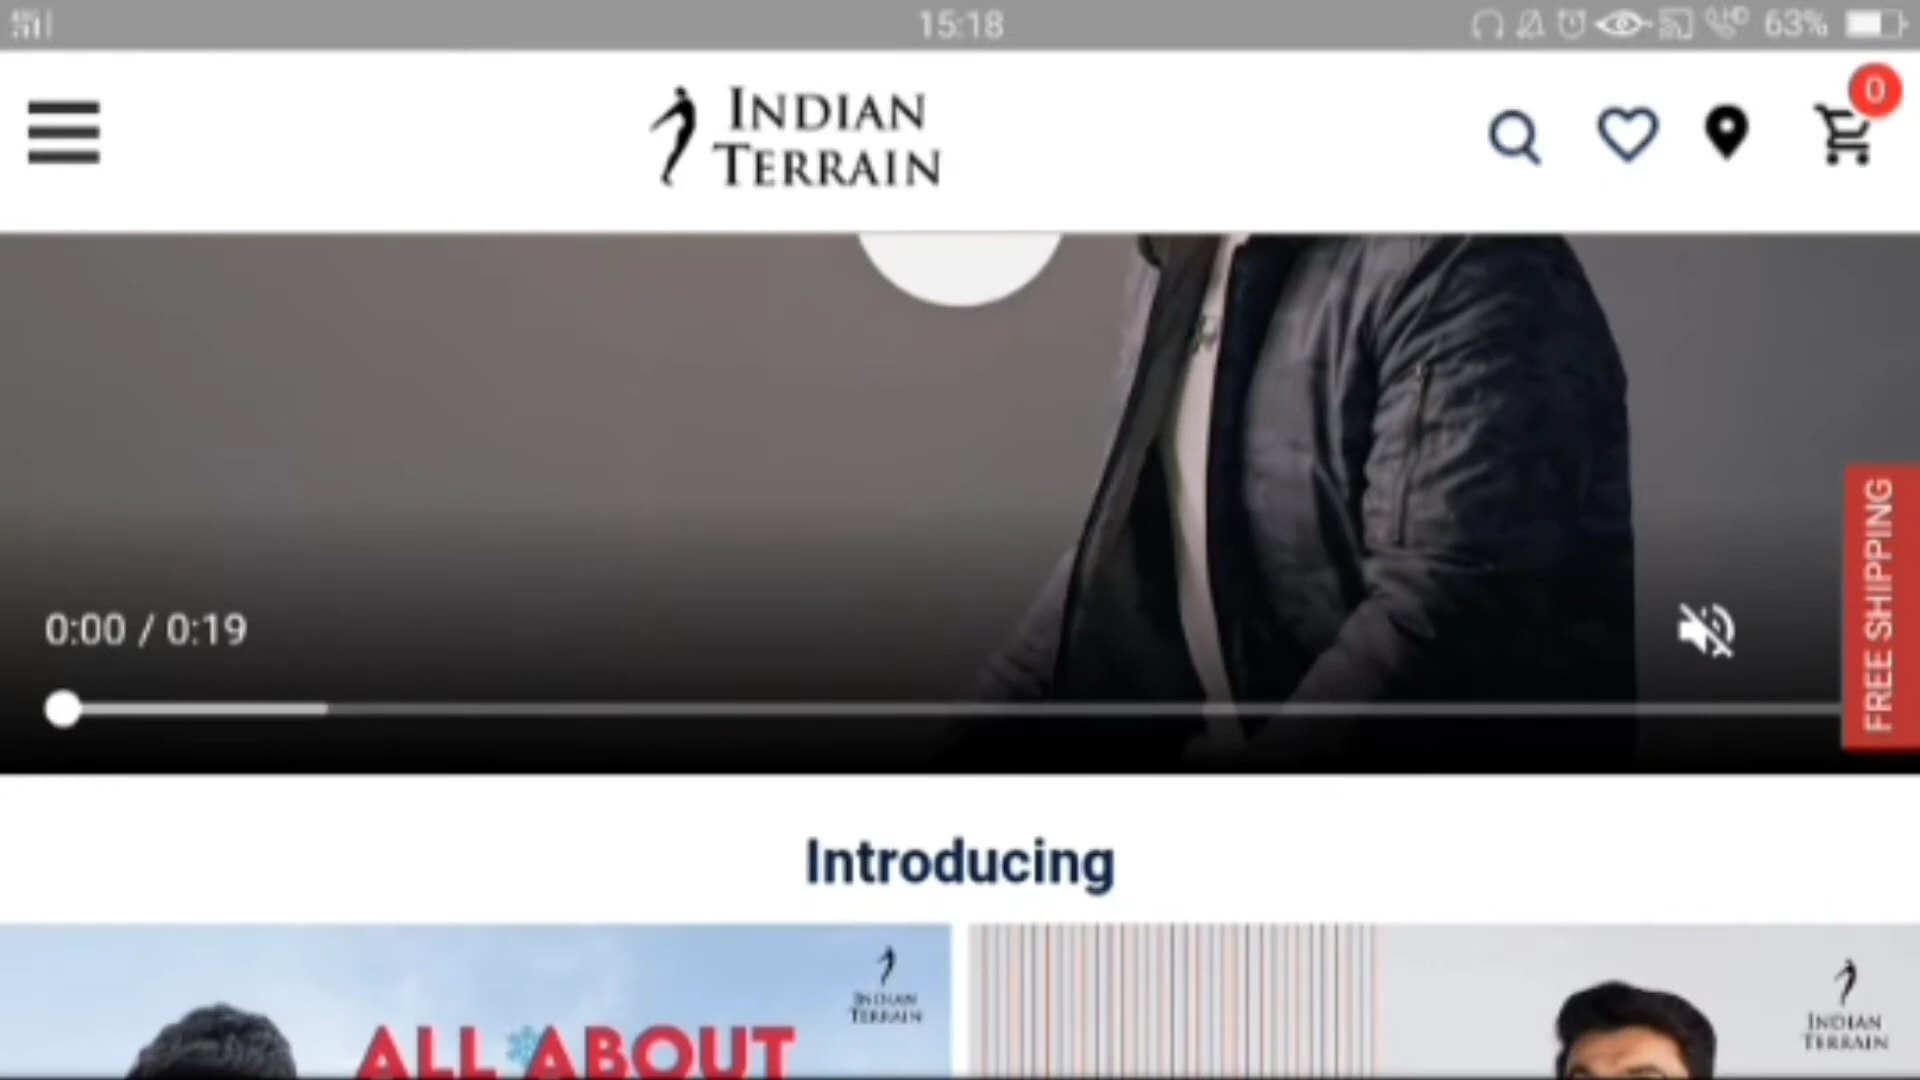 15:18
63%
0
INDIAN
TERRAIN
FREE SHIPPING
0:00 / 0:19
Introducing
INDIAN
TERRAIN
ALL ABOUT
INDIAN
TERRAIN